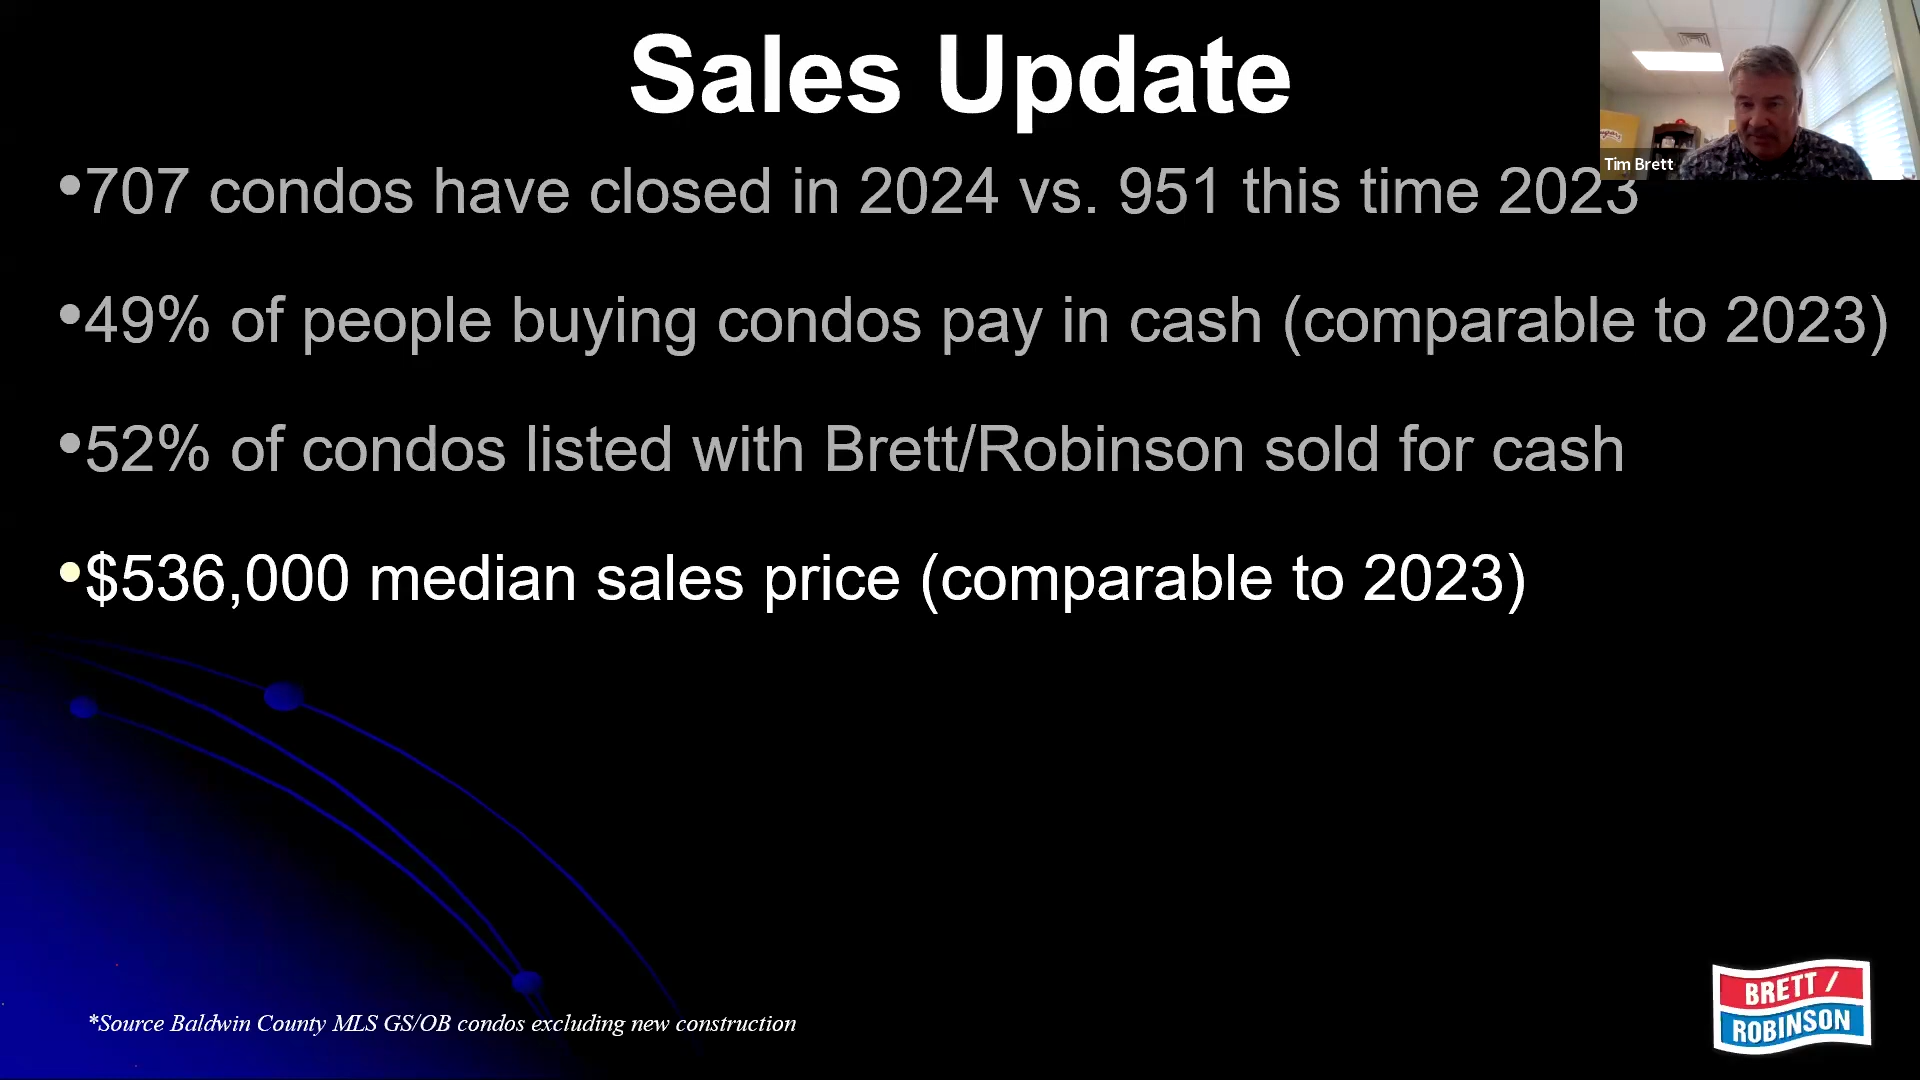 Sales Update
Tim Brett
•707 condos have closed in 2024 vs. 951 this time 2023
•49% of people buying condos pay in cash (comparable to 2023)
•52% of condos listed with Brett/Robinson sold for cash
•$536,000 median sales price (comparable to 2023)
*Source Baldwin County MLS GS/OB condos excluding new construction
BRETT /
ROBINSON